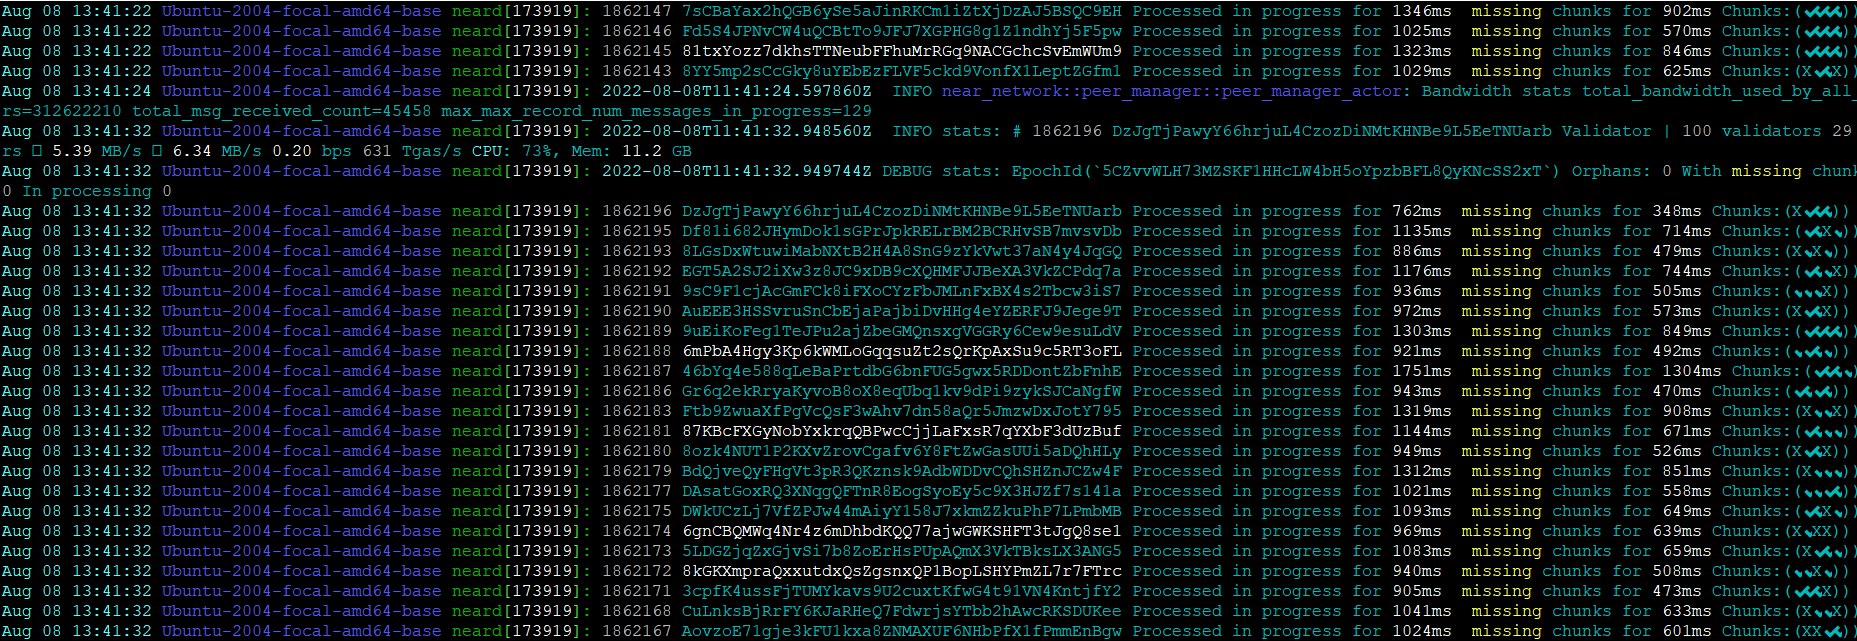 Aug 08 13:41:22 Ubuntu-2004-focal-amd64-base neard[173919]: 1862147 7sCBaYax2hQGB6ySe5aJinRKCm1iZtXjDzAJ5BSQC9EH Processed in progress for 1346ms  missing chunks for 902ms Chunks:(✔✔✔✔))
Aug 08 13:41:22 Ubuntu-2004-focal-amd64-base neard[173919]: 1862146 Fd5S4JPNvCW4uQCBtTo9JFJ7XGPHG8g1Z1ndhYj5F5pw Processed in progress for 1025ms  missing chunks for 570ms Chunks:(✔✔✔✔))
Aug 08 13:41:22 Ubuntu-2004-focal-amd64-base neard[173919]: 1862145 81txYozz7dkhsTTNeubFFhuMrRGq9NACGchcSvEmWUm9 Processed in progress for 1323ms  missing chunks for 846ms Chunks:(✔✔✔✔))
Aug 08 13:41:22 Ubuntu-2004-focal-amd64-base neard[173919]: 1862143 8YY5mp2sCcGky8uYEbEzFLVF5ckd9VonfX1LeptZGfm1 Processed in progress for 1029ms  missing chunks for 625ms Chunks:(X✔✔X))
Aug 08 13:41:24 Ubuntu-2004-focal-amd64-base neard[173919]: 2022-08-08T11:41:24.597860Z  INFO near_network::peer_manager::peer_manager_actor: Bandwidth stats total_bandwidth_used_by_all_
rs=312622210 total_msg_received_count=45458 max_max_record_num_messages_in_progress=129
Aug 08 13:41:32 Ubuntu-2004-focal-amd64-base neard[173919]: 2022-08-08T11:41:32.948560Z  INFO stats: # 1862196 DzJgTjPawyY66hrjuL4CzozDiNMtKHNBe9L5EeTNUarb Validator | 100 validators 29
rs 5.39 MB/s 6.34 MB/s 0.20 bps 631 Tgas/s CPU: 73%, Mem: 11.2 GB
Aug 08 13:41:32 Ubuntu-2004-focal-amd64-base neard[173919]: 2022-08-08T11:41:32.949744Z DEBUG stats: EpochId(`5CZvvWLH73MZSKF1HHcLW4bH5oYpzbBFL8QyKNcSS2xT`) Orphans: 0 With missing chunk
0 In processing 0
Aug 08 13:41:32 Ubuntu-2004-focal-amd64-base neard[173919]: 1862196 DzJgTjPawyY66hrjuL4CzozDiNMtKHNBe9L5EeTNUarb Processed in progress for 762ms  missing chunks for 348ms Chunks:(X✔✔✔))
Aug 08 13:41:32 Ubuntu-2004-focal-amd64-base neard[173919]: 1862195 Df81i682JHymDok1sGPrJpkRELrBM2BCRHvSB7mvsvDb Processed in progress for 1135ms  missing chunks for 714ms Chunks:(✔✔X✔))
Aug 08 13:41:32 Ubuntu-2004-focal-amd64-base neard[173919]: 1862193 8LGsDxWtuwiMabNXtB2H4A8SnG9zYkVwt37aN4y4JqGQ Processed in progress for 886ms  missing chunks for 479ms Chunks:(X✔X✔))
Aug 08 13:41:32 Ubuntu-2004-focal-amd64-base neard[173919]: 1862192 EGT5A2SJ2iXw3z8JC9xDB9cXQHMFJJBeXA3VkZCPdq7a Processed in progress for 1176ms  missing chunks for 744ms Chunks:(✔✔✔X))
Aug 08 13:41:32 Ubuntu-2004-focal-amd64-base neard[173919]: 1862191 9sC9F1cjAcGmFCk8iFXoCYzFbJMLnFxBX4s2Tbcw3iS7 Processed in progress for 936ms  missing chunks for 505ms Chunks:(✔✔✔X))
Aug 08 13:41:32 Ubuntu-2004-focal-amd64-base neard[173919]: 1862190 AuEEE3HSSvruSnCbEjaPajbiDvHHg4eYZERFJ9Jege9T Processed in progress for 972ms  missing chunks for 573ms Chunks:(X✔✔X))
Aug 08 13:41:32 Ubuntu-2004-focal-amd64-base neard[173919]: 1862189 9uEiKoFeg1TeJPu2ajZbeGMQnsxgVGGRy6Cew9esuLdV Processed in progress for 1303ms  missing chunks for 849ms Chunks:(✔✔✔✔))
Aug 08 13:41:32 Ubuntu-2004-focal-amd64-base neard[173919]: 1862188 6mPbA4Hgy3Kp6kWMLoGqqsuZt2sQrKpAxSu9c5RT3oFL Processed in progress for 921ms  missing chunks for 492ms Chunks:(✔✔✔✔))
Aug 08 13:41:32 Ubuntu-2004-focal-amd64-base neard[173919]: 1862187 46bYq4e588qLeBaPrtdbG6bnFUG5gwx5RDDontZbFnhE Processed in progress for 1751ms  missing chunks for 1304ms Chunks:(✔✔✔✔)
Aug 08 13:41:32 Ubuntu-2004-focal-amd64-base neard[173919]: 1862186 Gr6q2ekRryaKyvoB8oX8eqUbq1kv9dPi9zykSJCaNgfW Processed in progress for 943ms  missing chunks for 470ms Chunks:(✔✔✔✔))
Aug 08 13:41:32 Ubuntu-2004-focal-amd64-base neard[173919]: 1862183 Ftb9ZwuaXfPgVcQsF3wAhv7dn58aQr5JmzwDxJotY795 Processed in progress for 1319ms  missing chunks for 908ms Chunks:(X✔✔X))
Aug 08 13:41:32 Ubuntu-2004-focal-amd64-base neard[173919]: 1862181 87KBcFXGyNobYxkrqQBPwcCjjLaFxsR7qYXbF3dUzBuf Processed in progress for 1144ms  missing chunks for 671ms Chunks:(✔✔✔✔))
Aug 08 13:41:32 Ubuntu-2004-focal-amd64-base neard[173919]: 1862180 8ozk4NUT1P2KXvZrovCgafv6Y8FtZwGasUUi5aDQhHLy Processed in progress for 949ms  missing chunks for 526ms Chunks:(X✔✔X))
Aug 08 13:41:32 Ubuntu-2004-focal-amd64-base neard[173919]: 1862179 BdQjveQyFHgVt3pR3QKznsk9AdbWDDvCQhSHZnJCZw4F Processed in progress for 1312ms  missing chunks for 851ms Chunks:(X✔✔✔))
Aug 08 13:41:32 Ubuntu-2004-focal-amd64-base neard[173919]: 1862177 DAsatGoxRQ3XNqgQFTnR8EogSyoEy5c9X3HJZf7s141a Processed in progress for 1021ms  missing chunks for 558ms Chunks:(✔✔✔✔))
Aug 08 13:41:32 Ubuntu-2004-focal-amd64-base neard[173919]: 1862175 DWkUCzLj7VfZPJw44mAiyY158J7xkmZZkuPhP7LPmbMB Processed in progress for 1093ms  missing chunks for 649ms Chunks:(✔✔X✔))
Aug 08 13:41:32 Ubuntu-2004-focal-amd64-base neard[173919]: 1862174 6gnCBQMWq4Nr4z6mDhbdKQQ77ajwGWKSHFT3tJgQ8se1 Processed in progress for 969ms  missing chunks for 639ms Chunks:(X✔XX))
Aug 08 13:41:32 Ubuntu-2004-focal-amd64-base neard[173919]: 1862173 5LDGZjqZxGjvSi7b8ZoErHsPUpAQmX3VkTBksLX3ANG5 Processed in progress for 1083ms  missing chunks for 659ms Chunks:(X✔✔✔))
Aug 08 13:41:32 Ubuntu-2004-focal-amd64-base neard[173919]: 1862172 8kGKXmpraQxxutdxQsZgsnxQP1BopLSHYPmZL7r7FTrc Processed in progress for 940ms  missing chunks for 508ms Chunks:(✔✔X✔))
Aug 08 13:41:32 Ubuntu-2004-focal-amd64-base neard[173919]: 1862171 3cpfK4ussFjTUMYkavs9U2cuxtKfwG4t91VN4KntjfY2 Processed in progress for 905ms  missing chunks for 473ms Chunks:(✔✔✔✔))
Aug 08 13:41:32 Ubuntu-2004-focal-amd64-base neard[173919]: 1862168 CuLnksBjRrFY6KJaRHeQ7FdwrjsYTbb2hAwcRKSDUKee Processed in progress for 1041ms  missing chunks for 633ms Chunks:(X✔✔X))
Aug 08 13:41:32 Ubuntu-2004-focal-amd64-base neard[173919]: 1862167 AovzoE71gje3kFU1kxa8ZNMAXUF6NHbPfX1fPmmEnBgw Processed in progress for 1024ms  missing chunks for 601ms Chunks:(XX✔✔))